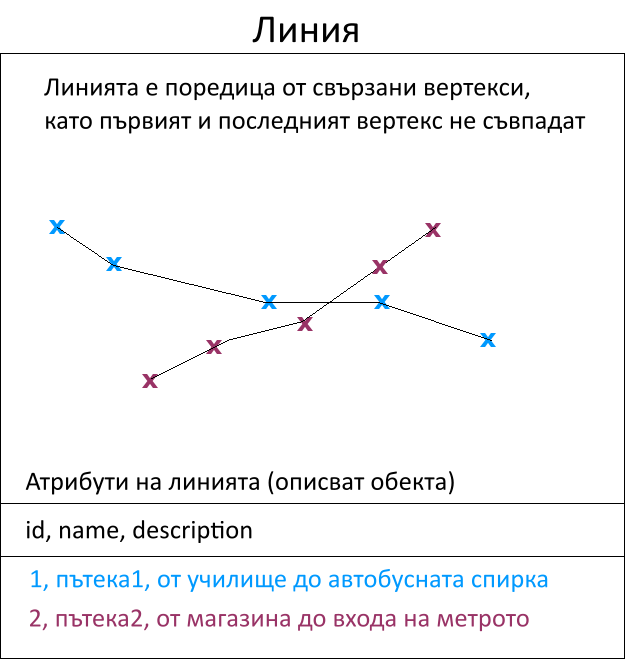 Линия
Линията е поредица от свързани вертекси,
като първият и последният вертекс не съвпадат
x x x x x
x x x x x
Атрибути на линията (описват обекта)
id, name, description
1, пътека1, от училище до автобусната спирка
2, пътека2, от магазина до входа на метрото